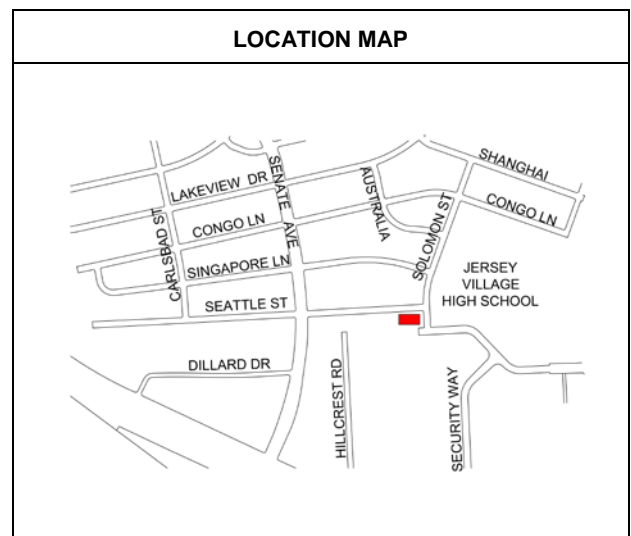 LOCATION MAP
SHANGHAI
LAKEVIEW DR
SENATE AVE
AUSTRALIA
CONGO LN
CONGO LN
CARLSBAD ST
SOLOMON ST
SINGAPORE LN
JERSEY
VILLAGE
HIGH SCHOOL
SEATTLE ST
DILLARD DR
HILLCREST RD
SECURITY WAY